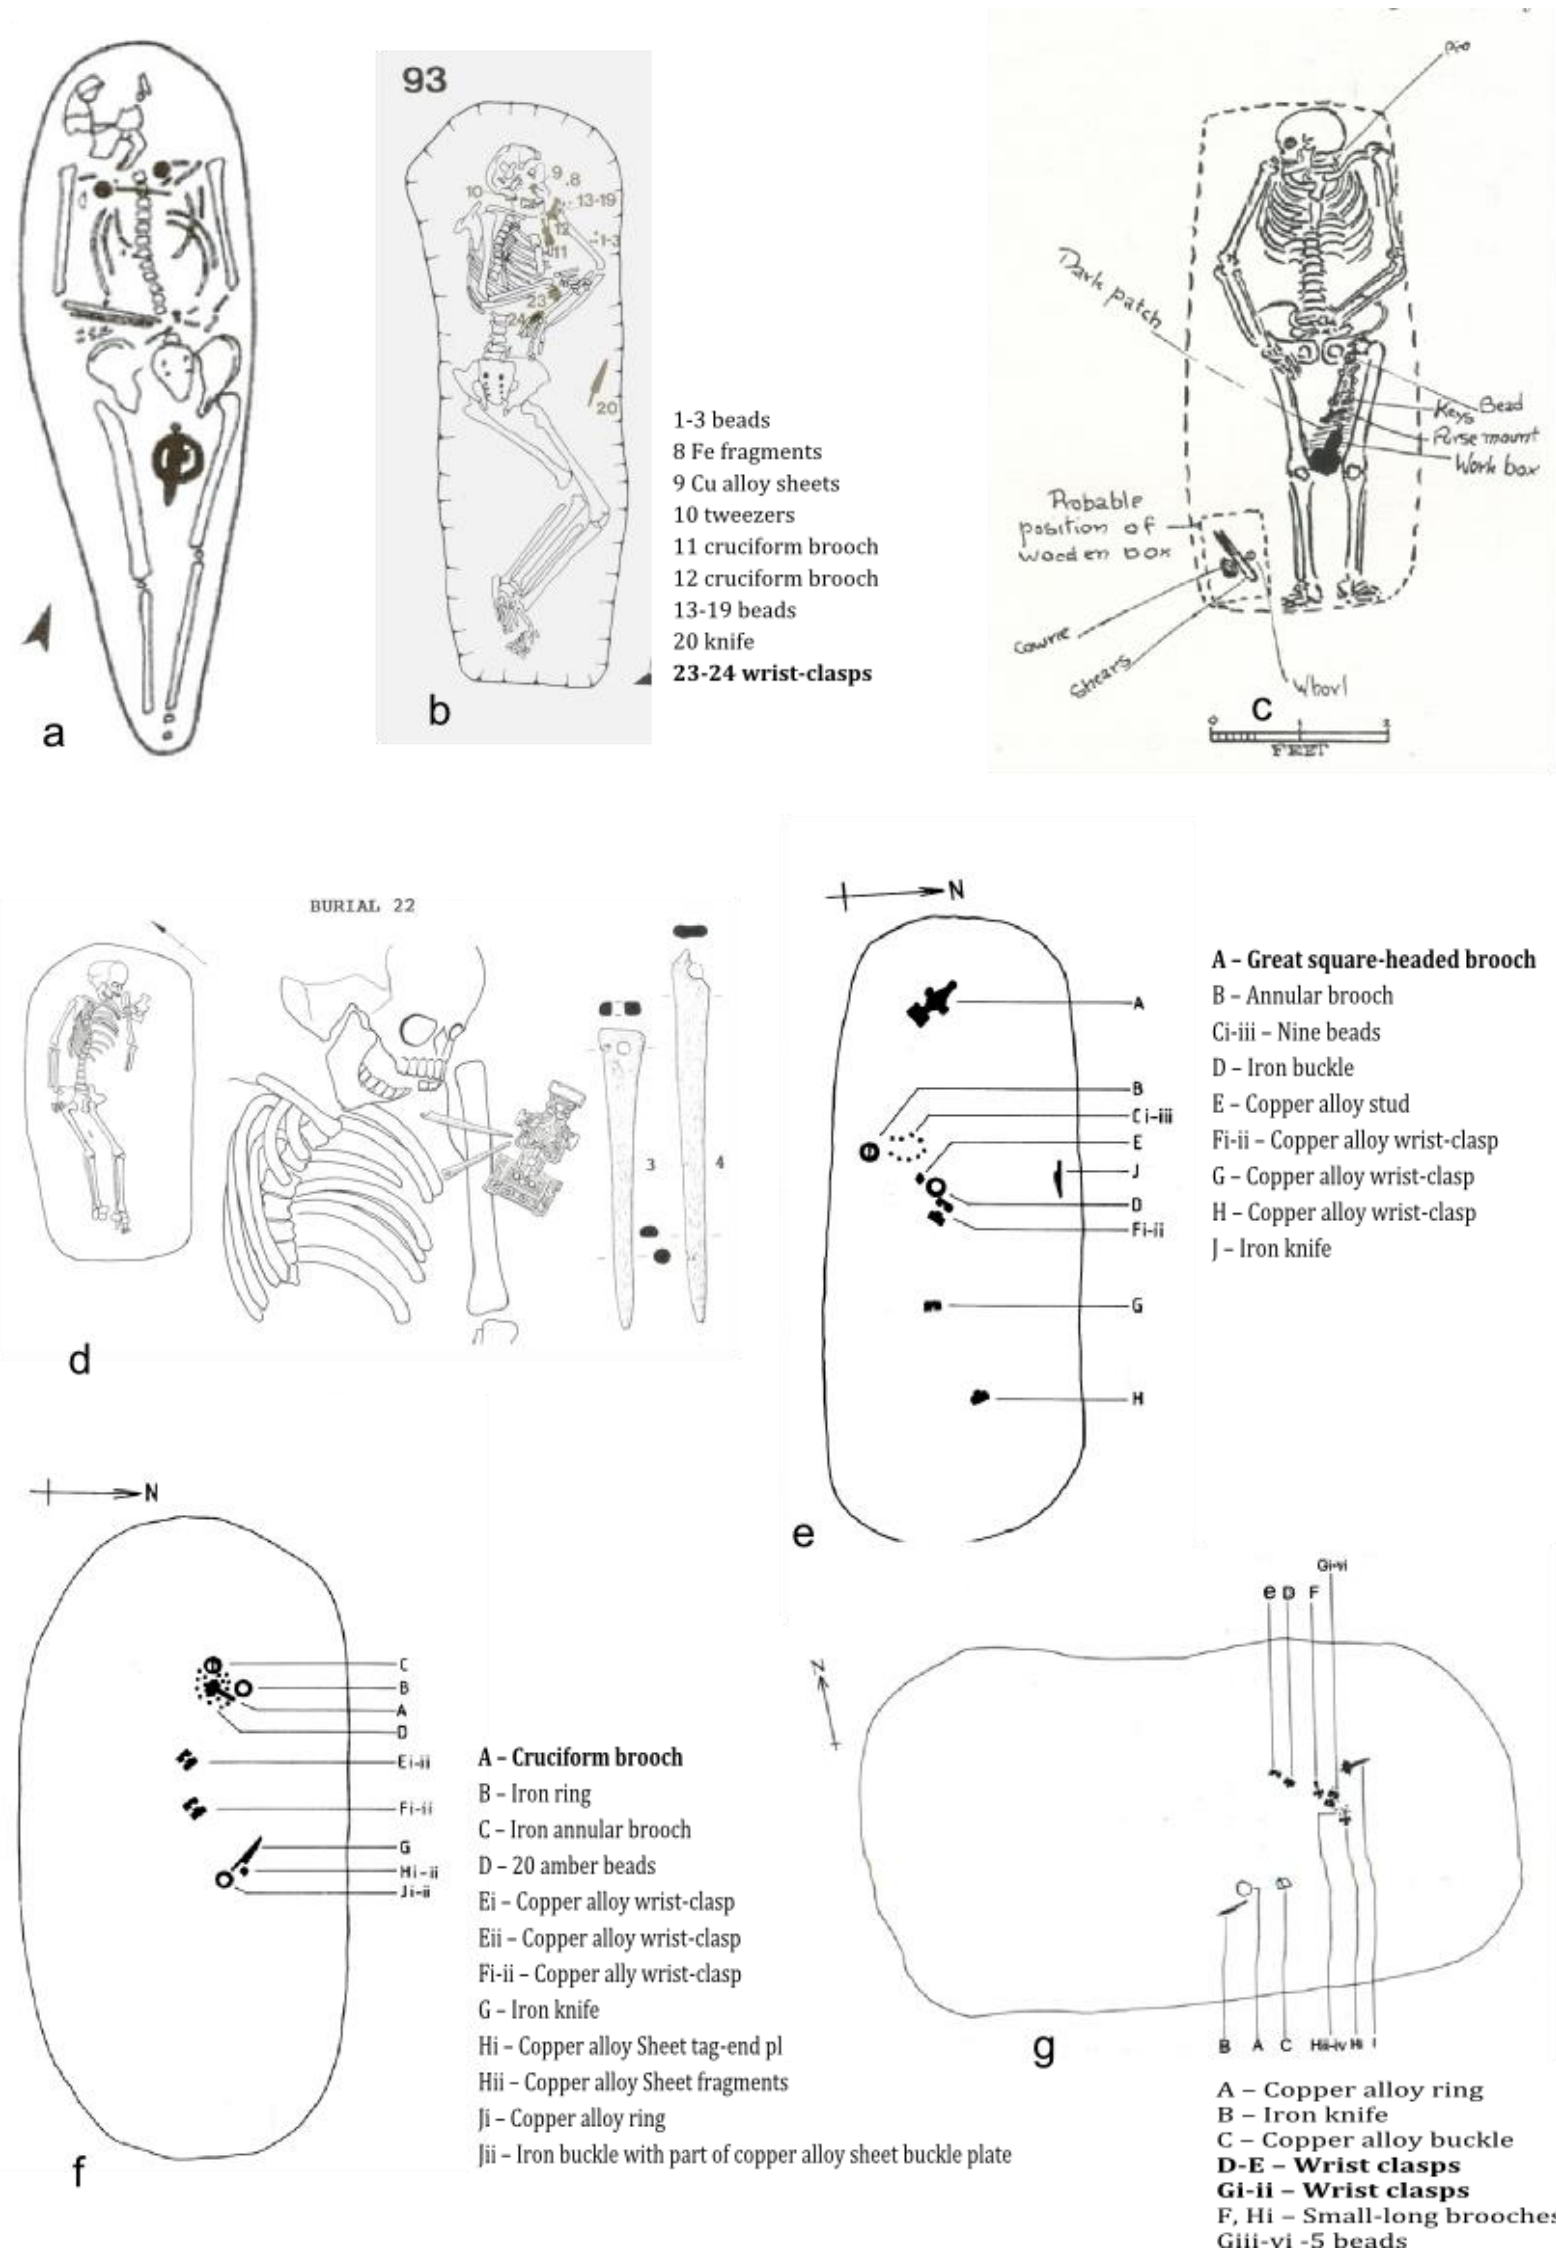 a
93
10
9
8
13-19
12
11
1-3
23
24
20
b
1-3 beads
8 Fe fragments
9 Cu alloy sheets
10 tweezers
11 cruciform brooch
12 cruciform brooch
13-19 beads
20 knife
23-24 wrist-clasps
Pin
Dark patch
Keys
Bead
Purse mount
Work box
Probable
position of
wooden box
Cowrie
Shears
Whorl
c
0 1 2
FEET
BURIAL 22
3
4
d
N
A
B
Ci-iii
E
J
D
Fi-ii
G
H
e
A – Great square-headed brooch
B – Annular brooch
Ci-iii – Nine beads
D – Iron buckle
E – Copper alloy stud
Fi-ii – Copper alloy wrist-clasp
G – Copper alloy wrist-clasp
H – Copper alloy wrist-clasp
J – Iron knife
N
C
B
A
D
Ei-ii
Fi-ii
G
Hi-ii
Ji-ii
f
A – Cruciform brooch
B – Iron ring
C – Iron annular brooch
D – 20 amber beads
Ei – Copper alloy wrist-clasp
Eii – Copper alloy wrist-clasp
Fi-ii – Copper ally wrist-clasp
G – Iron knife
Hi – Copper alloy Sheet tag-end pl
Hii – Copper alloy Sheet fragments
Ji – Copper alloy ring
Jii – Iron buckle with part of copper alloy sheet buckle plate
Gi-vi
e D F
N
B A C Hii-iv Hi I
g
A – Copper alloy ring
B – Iron knife
C – Copper alloy buckle
D-E – Wrist clasps
Gi-ii – Wrist clasps
F, Hi – Small-long brooches
Giii-vi -5 beads